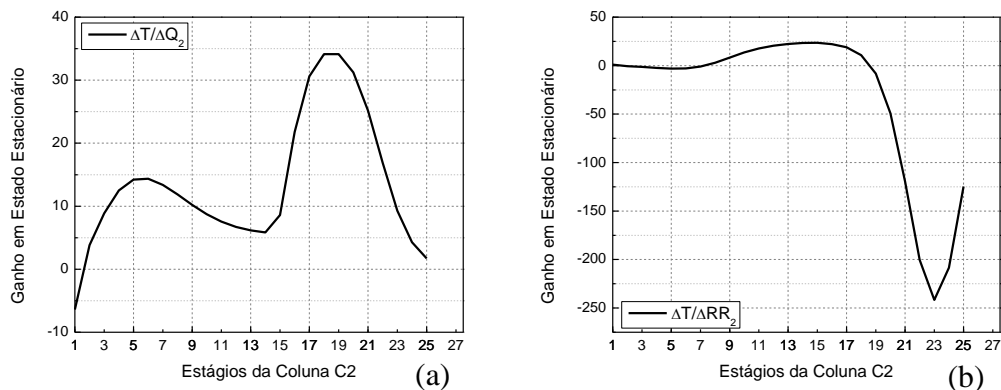 ΔT/ΔQ₂
Ganho em Estado Estacionário
40
30
20
10
0
-10
1 3 5 7 9 11 13 15 17 19 21 23 25 27
Estágios da Coluna C2
(a)
ΔT/ΔRR₂
Ganho em Estado Estacionário
50
25
0
-50
-100
-150
-200
-250
1 3 5 7 9 11 13 15 17 19 21 23 25 27
Estágios da Coluna C2
(b)